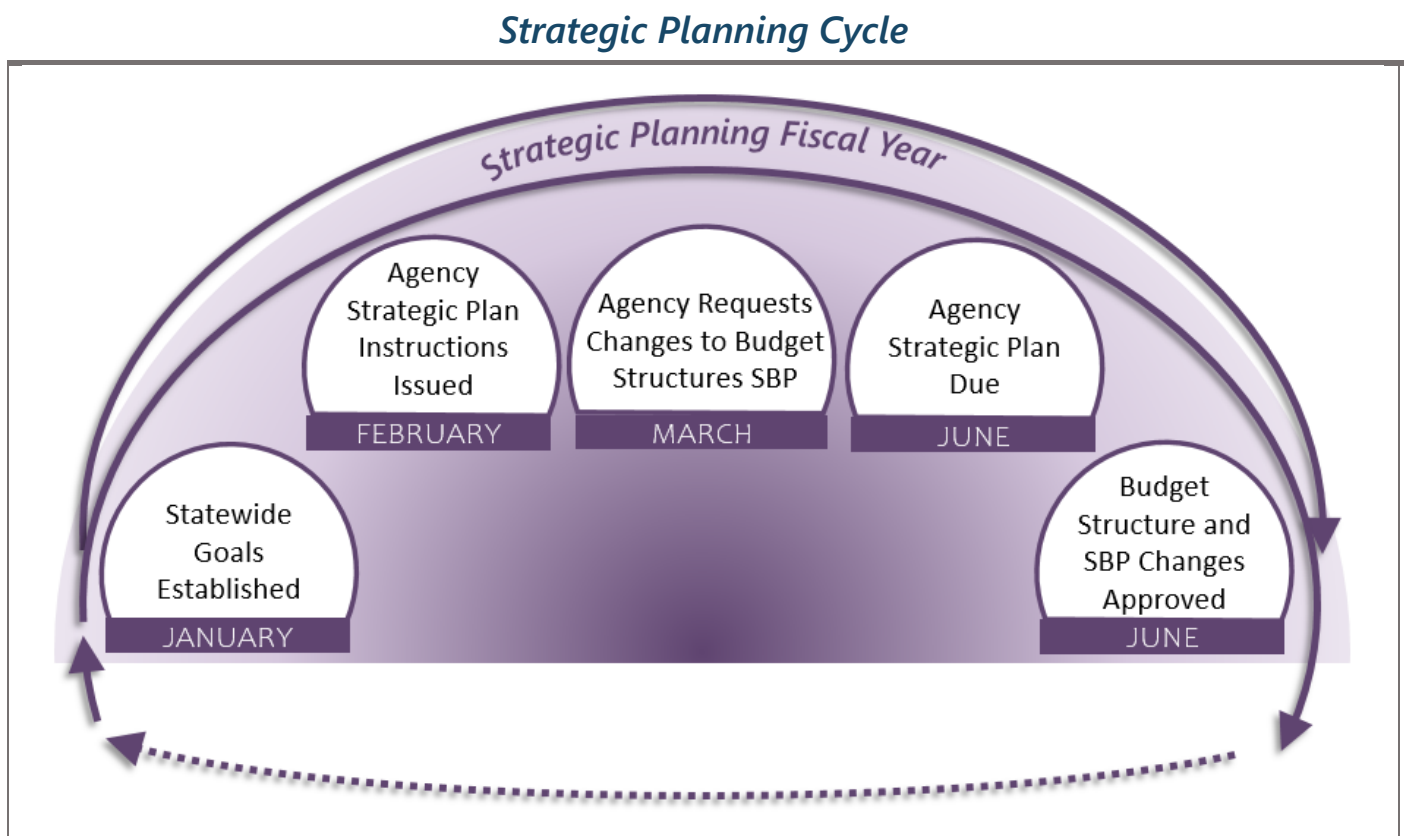 Strategic Planning Cycle
Strategic Planning Fiscal Year
Statewide
Goals
Established
JANUARY
Agency
Strategic Plan
Instructions
Issued
FEBRUARY
Agency Requests
Changes to Budget
Structures SBP
MARCH
Agency
Strategic Plan
Due
JUNE
Budget
Structure and
SBP Changes
Approved
JUNE